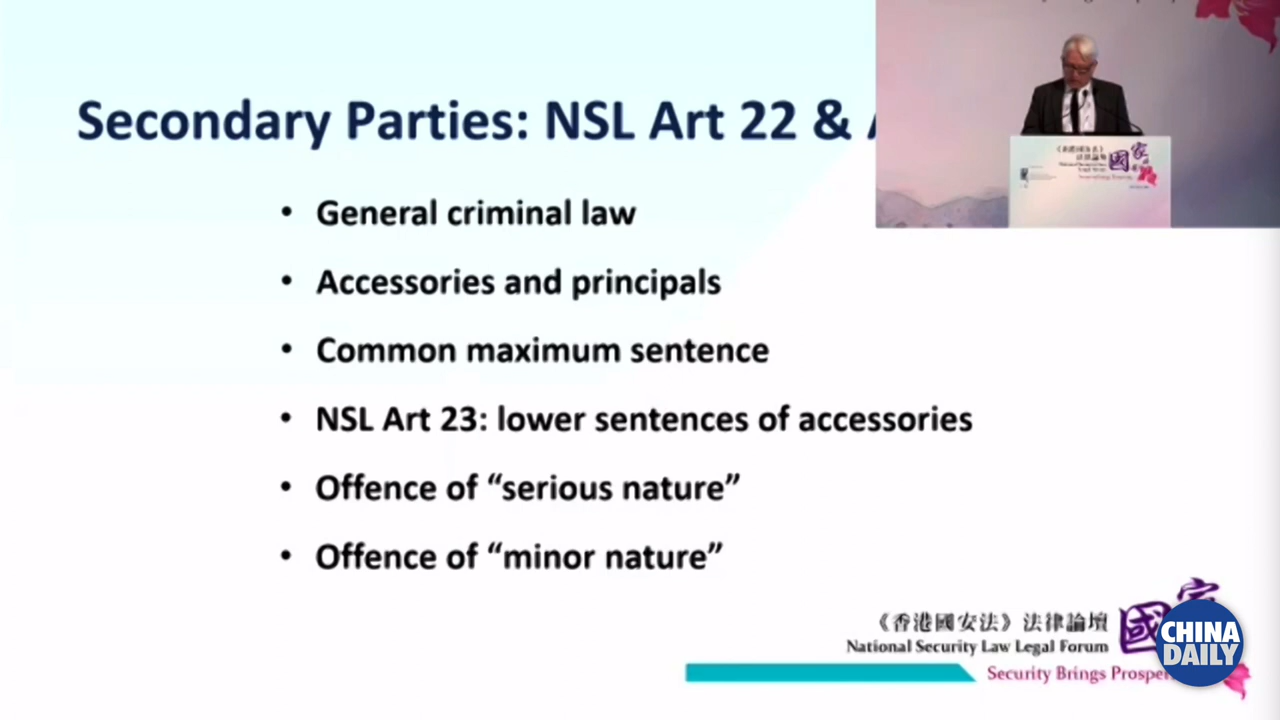 Secondary Parties: NSL Art 22 &
• General criminal law
• Accessories and principals
• Common maximum sentence
• NSL Art 23: lower sentences of accessories
• Offence of “serious nature”
• Offence of “minor nature”
《香港國安法》法律論壇
National Security Law Legal Forum
Security Brings
國家
CHINA
DAILY